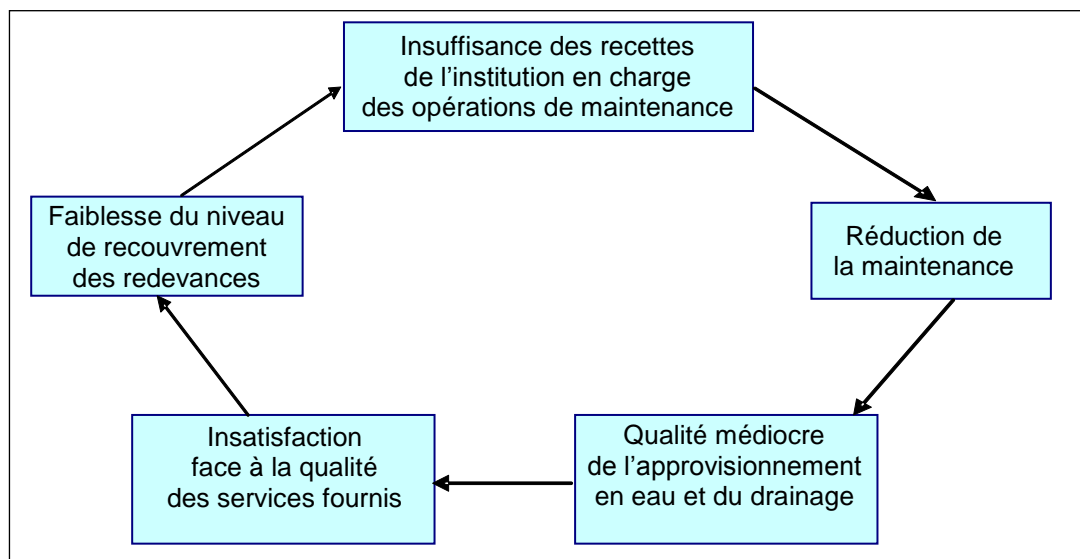 Insuffisance des recettes
de l’institution en charge
des opérations de maintenance
Faiblesse du niveau
de recouvrement
des redevances
Réduction de
la maintenance
Insatisfaction
face à la qualité
des services fournis
Qualité médiocre
de l’approvisionnement
en eau et du drainage